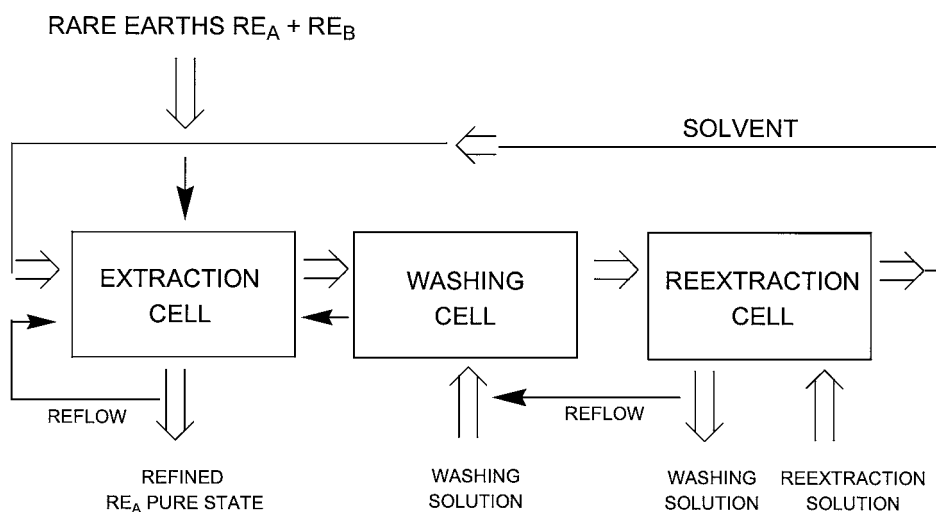 RARE EARTHS REA + REB
SOLVENT
EXTRACTION
CELL
WASHING
CELL
REEXTRACTION
CELL
REFLOW
REFLOW
REFINED
REA PURE STATE
WASHING
SOLUTION
WASHING
SOLUTION
REEXTRACTION
SOLUTION